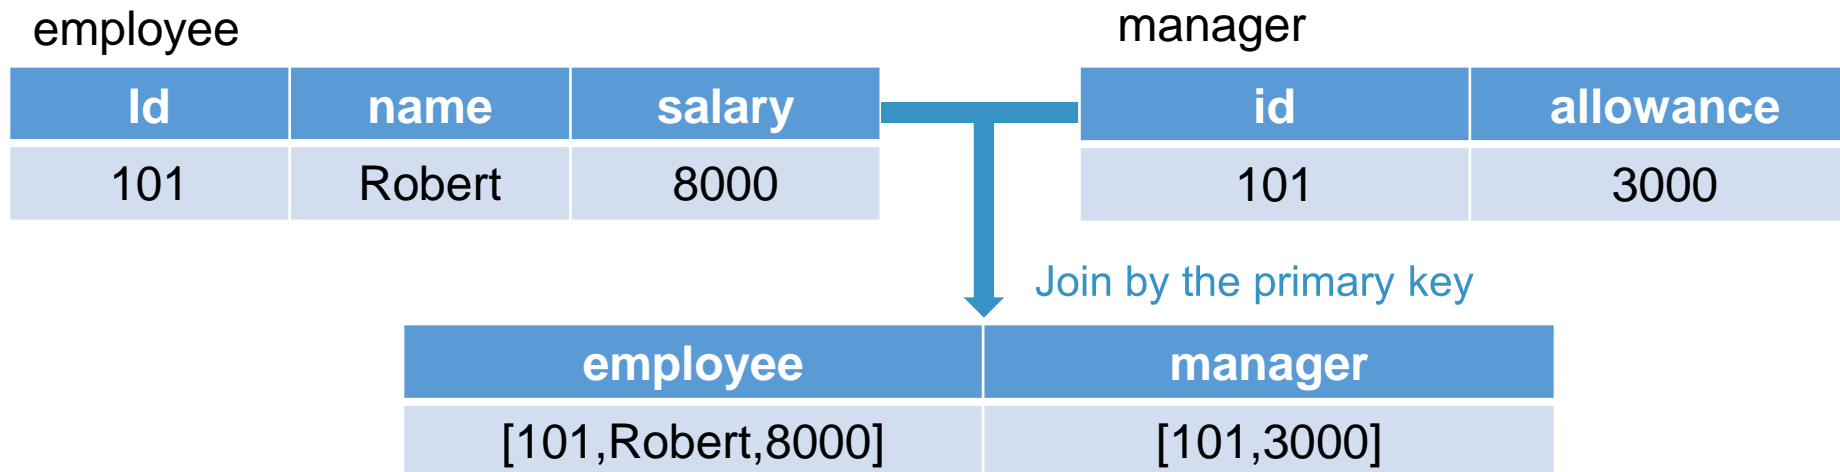 employee
manager
Id name salary
id allowance
101 Robert 8000
101 3000
Join by the primary key
employee manager
[101,Robert,8000] [101,3000]